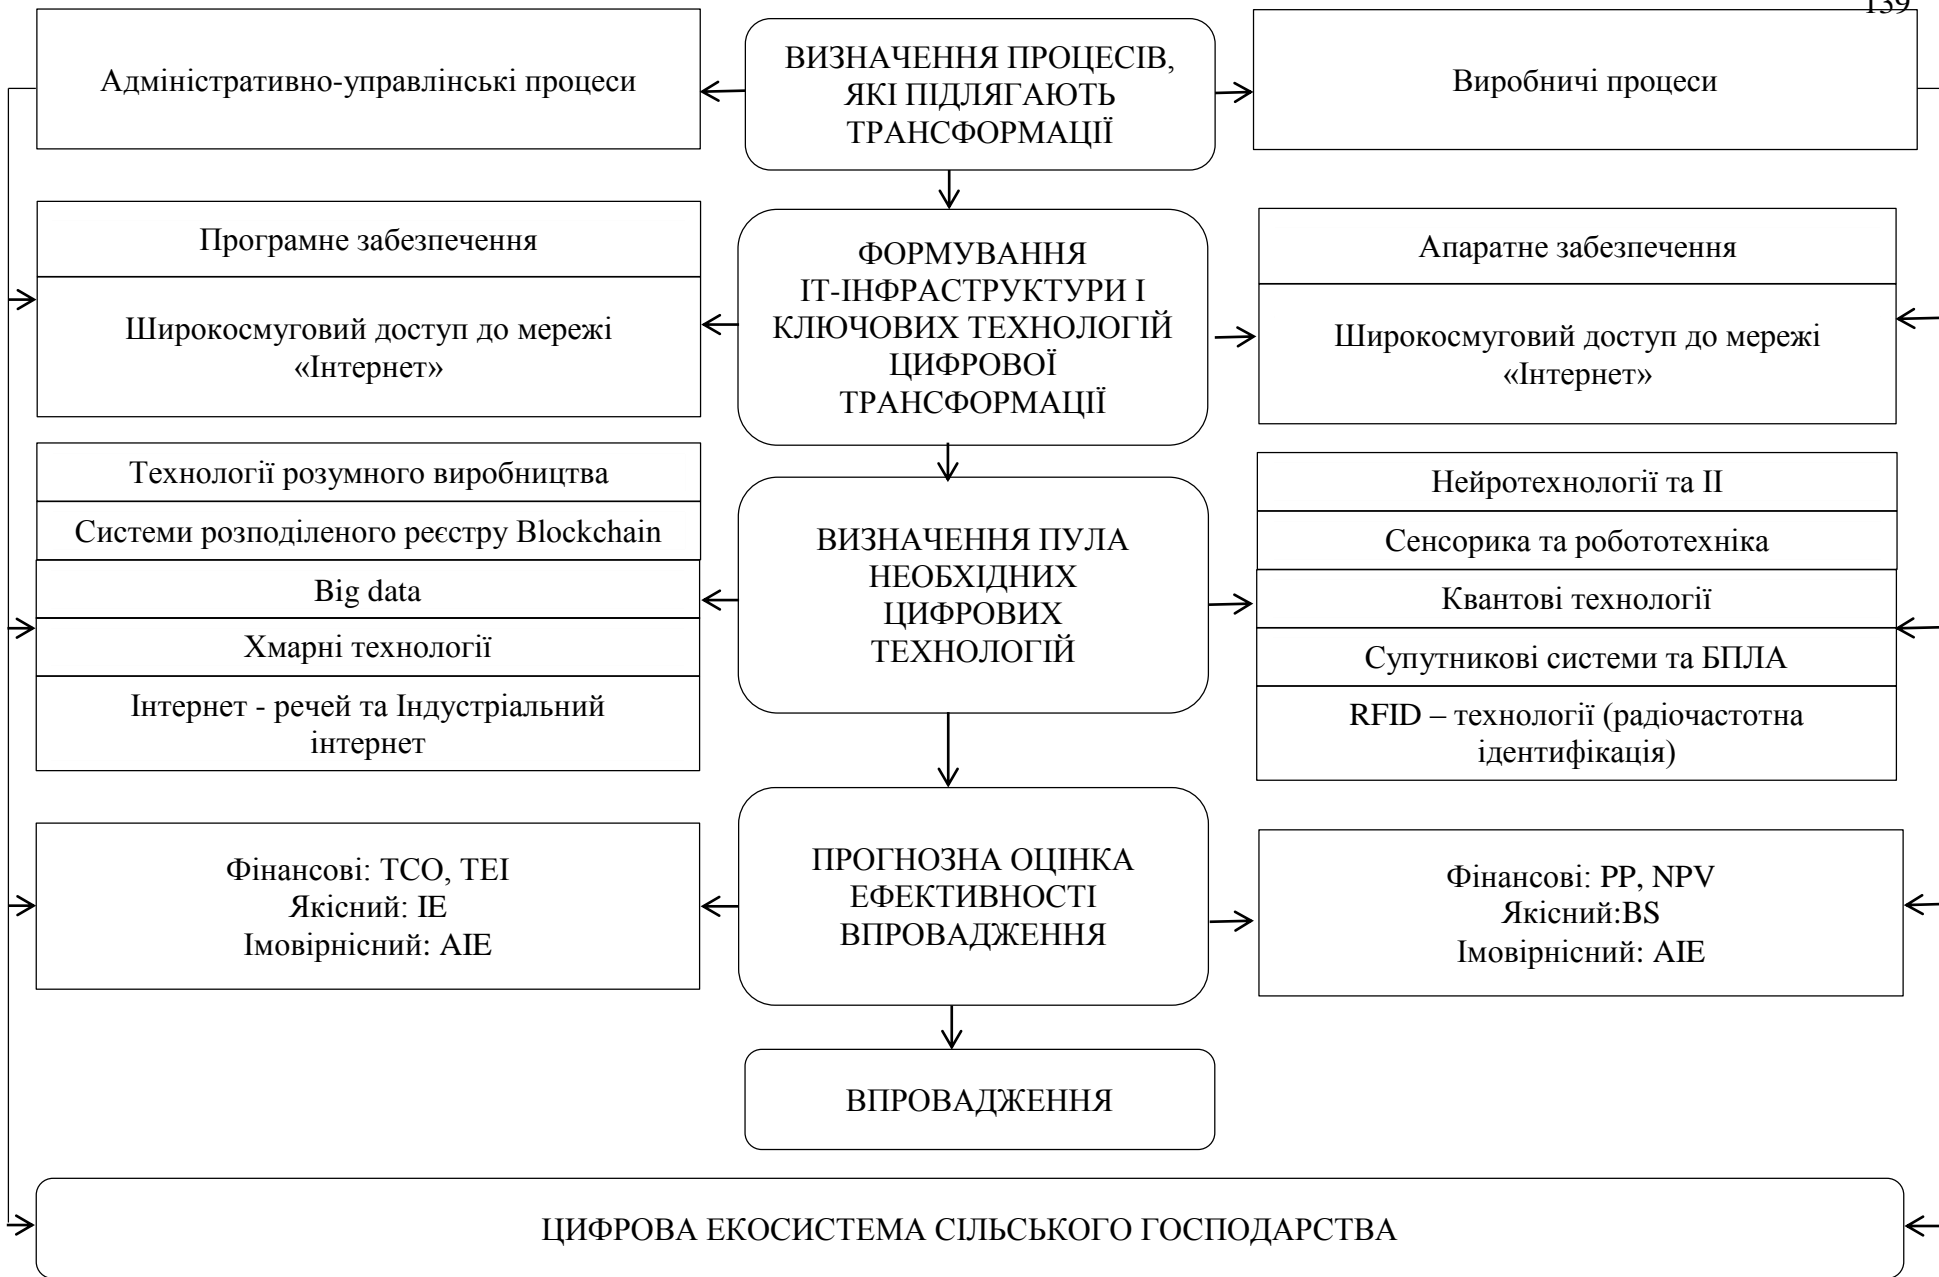 139
Адміністративно-управлінські процеси
ВИЗНАЧЕННЯ ПРОЦЕСІВ,
ЯКІ ПІДЛЯГАЮТЬ
ТРАНСФОРМАЦІЇ
Виробничі процеси
Програмне забезпечення
Широкосмуговий доступ до мережі
«Інтернет»
ФОРМУВАННЯ
ІТ-ІНФРАСТРУКТУРИ І
КЛЮЧОВИХ ТЕХНОЛОГІЙ
ЦИФРОВОЇ
ТРАНСФОРМАЦІЇ
Апаратне забезпечення
Широкосмуговий доступ до мережі
«Інтернет»
Технології розумного виробництва
Системи розподіленого реєстру Blockchain
Big data
Хмарні технології
Інтернет - речей та Індустріальний
інтернет
ВИЗНАЧЕННЯ ПУЛА
НЕОБХІДНИХ
ЦИФРОВИХ
ТЕХНОЛОГІЙ
Нейротехнології та ІІ
Сенсорика та робототехніка
Квантові технології
Супутникові системи та БПЛА
RFID – технології (радіочастотна
ідентифікація)
Фінансові: TCO, TEI
Якісний: IE
Імовірнісний: AIE
ПРОГНОЗНА ОЦІНКА
ЕФЕКТИВНОСТІ
ВПРОВАДЖЕННЯ
Фінансові: PP, NPV
Якісний:BS
Імовірнісний: AIE
ВПРОВАДЖЕННЯ
ЦИФРОВА ЕКОСИСТЕМА СІЛЬСЬКОГО ГОСПОДАРСТВА